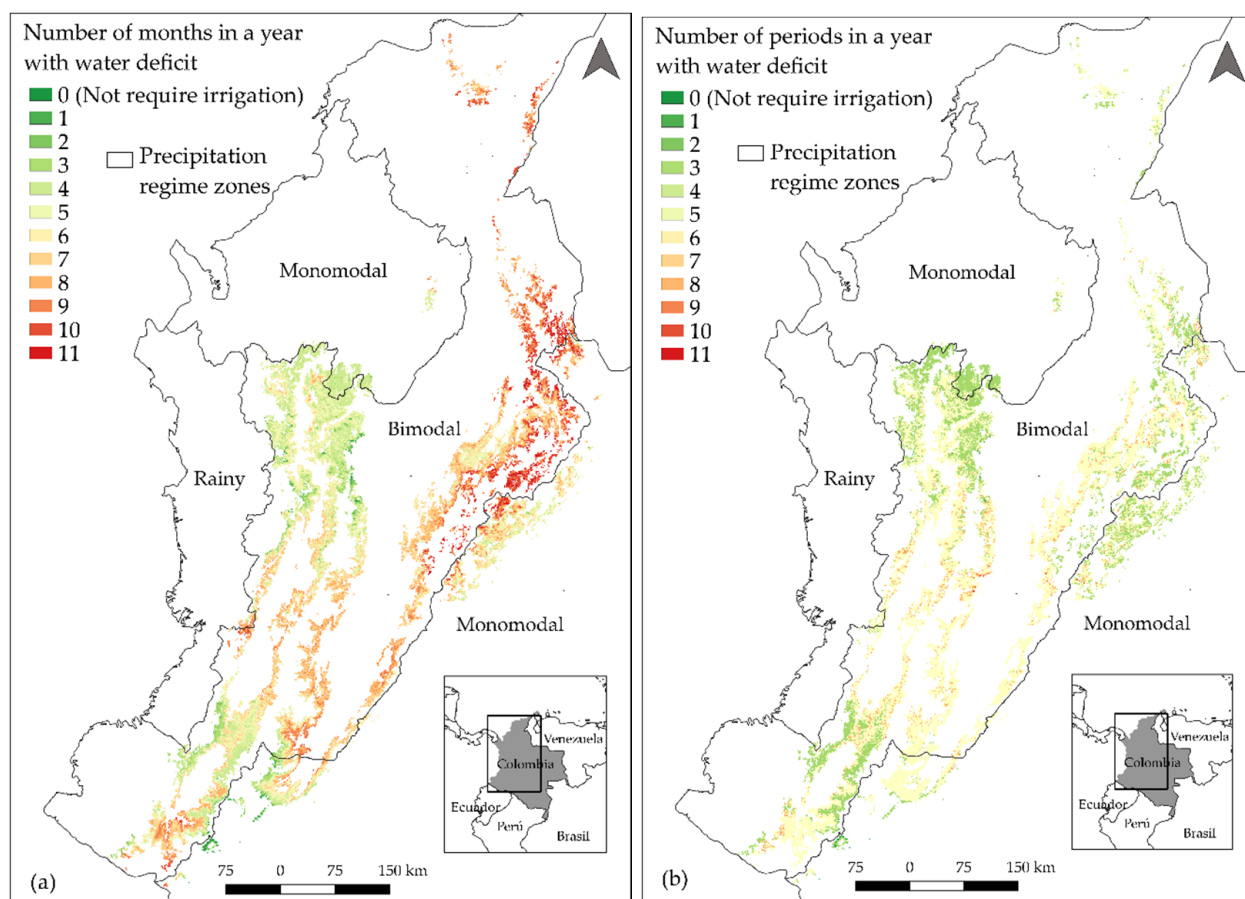 Number of months in a year
with water deficit
0 (Not require irrigation)
1
2
3
4
5
6
7
8
9
10
11
Precipitation
regime zones
Monomodal
Bimodal
Rainy
Monomodal
Venezuela
Colombia
Ecuador
Perú
Brasil
75 0 75 150 km
(a)
Number of periods in a year
with water deficit
0 (Not require irrigation)
1
2
3
4
5
6
7
8
9
10
11
Precipitation
regime zones
Monomodal
Bimodal
Rainy
Monomodal
Venezuela
Colombia
Ecuador
Perú
Brasil
75 0 75 150 km
(b)